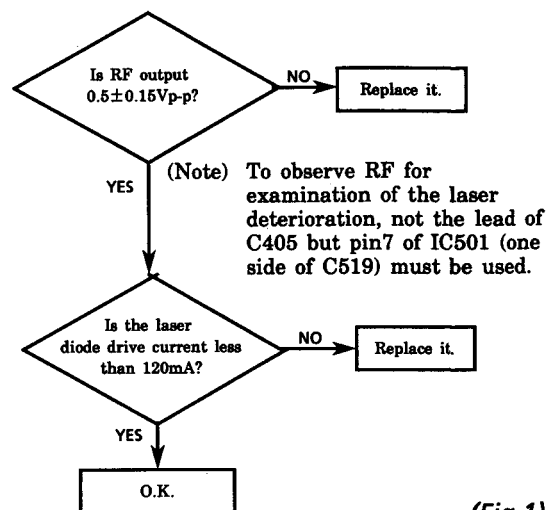 Is RF output
0.5±0.15Vp-p?
NO
Replace it.
YES
(Note) To observe RF for
examination of the laser
deterioration, not the lead of
C405 but pin7 of IC501 (one
side of C519) must be used.
Is the laser
diode drive current less
than 120mA?
NO
Replace it.
YES
O.K.
(Fig.1)